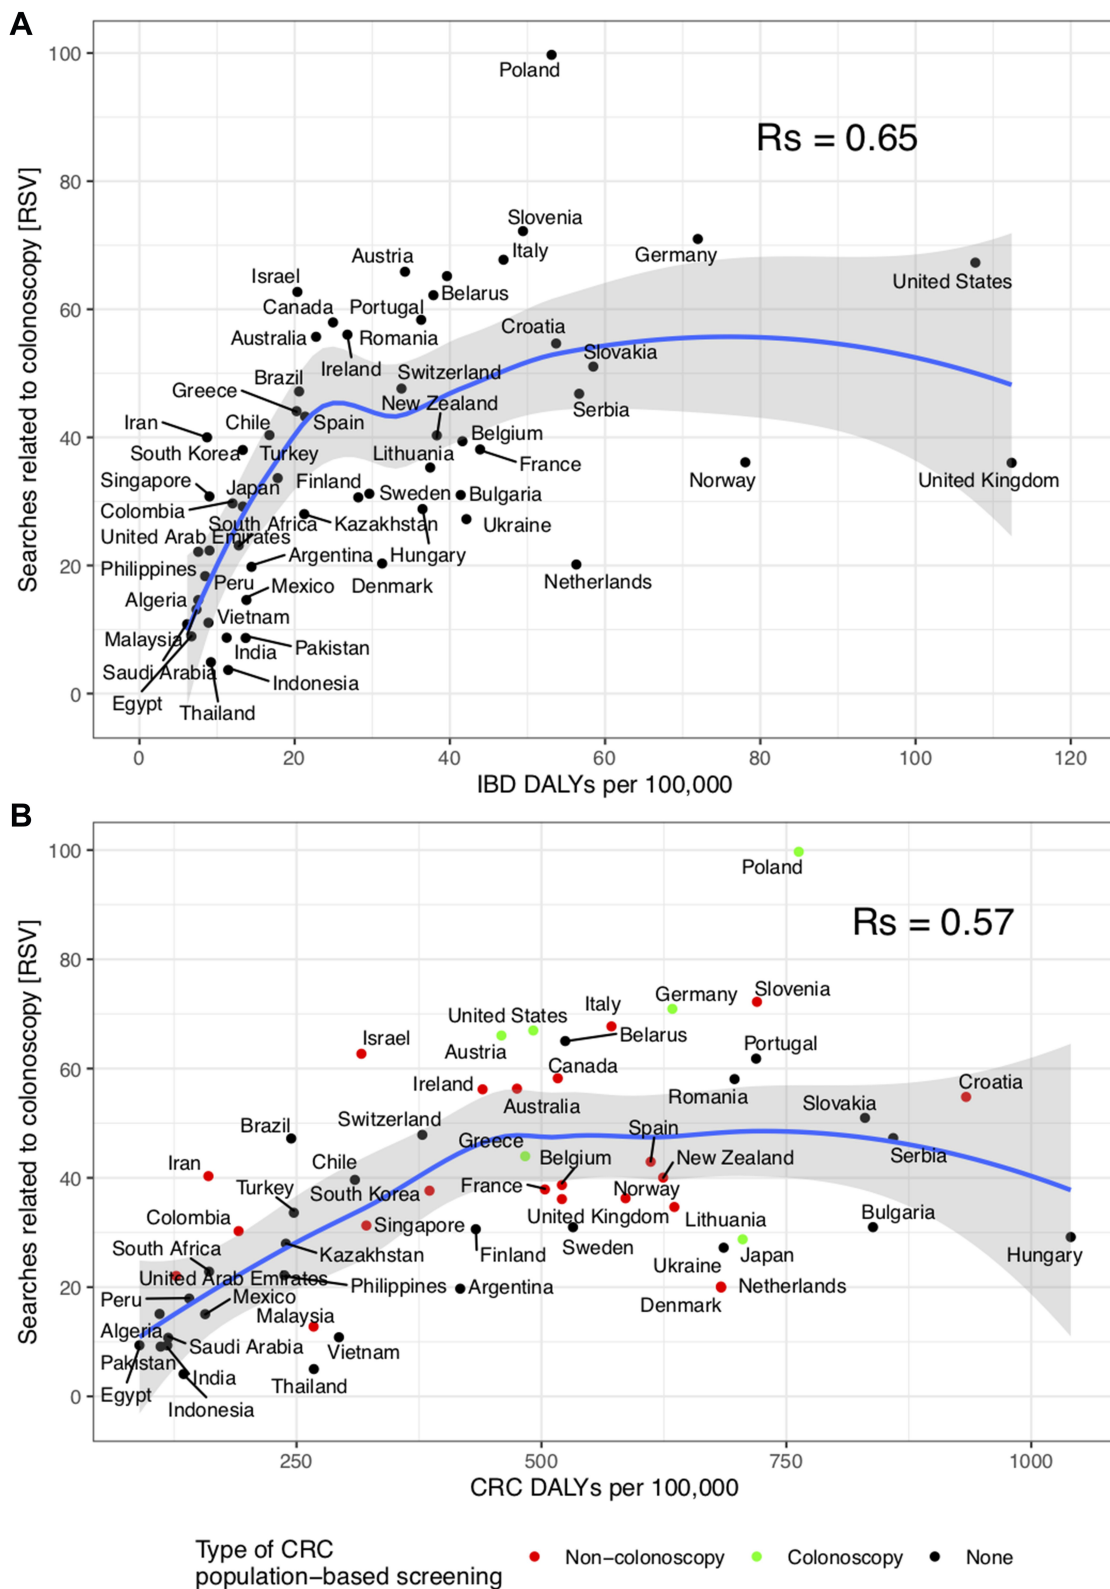 A
100
80
60
40
20
0
Searches related to colonoscopy [RSV]
Poland
Rs = 0.65
Slovenia
Italy
Germany
Austria
Israel
Belarus
United States
Canada
Portugal
Australia
Romania
Croatia
Ireland
Slovakia
Brazil
Switzerland
Greece
New Zealand
Serbia
Iran
Chile
Spain
Belgium
South Korea
Turkey
Lithuania
France
Singapore
Japan
Finland
Sweden
Bulgaria
Norway
United Kingdom
Colombia
South Africa
Kazakhstan
Ukraine
United Arab Emirates
Argentina
Hungary
Philippines
Peru
Mexico
Denmark
Netherlands
Algeria
Vietnam
Malaysia
India
Pakistan
Saudi Arabia
Indonesia
Egypt
Thailand
0
20
40
60
80
100
120
IBD DALYs per 100,000
B
100
80
60
40
20
0
Searches related to colonoscopy [RSV]
Poland
Rs = 0.57
Germany
Slovenia
United States
Italy
Israel
Austria
Belarus
Portugal
Canada
Ireland
Romania
Croatia
Australia
Slovakia
Switzerland
Brazil
Greece
Spain
Serbia
Iran
Chile
Belgium
New Zealand
Turkey
South Korea
France
Norway
Colombia
Singapore
United Kingdom
Lithuania
Bulgaria
South Africa
Kazakhstan
Finland
Sweden
Ukraine
Japan
Hungary
United Arab Emirates
Philippines
Argentina
Netherlands
Peru
Mexico
Denmark
Malaysia
Algeria
Saudi Arabia
Vietnam
Pakistan
India
Thailand
Egypt
Indonesia
250
500
750
1000
CRC DALYs per 100,000
Type of CRC
population−based screening
Non−colonoscopy
Colonoscopy
None